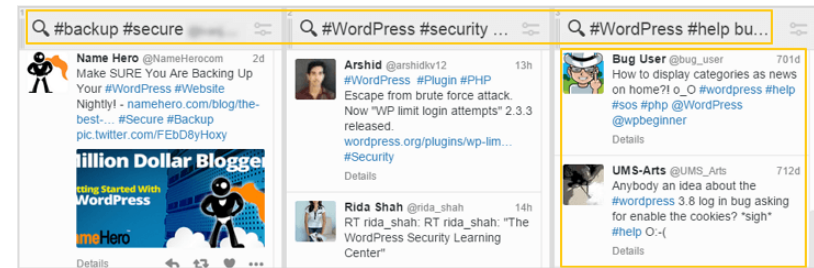 #backup #secure
Name Hero @NameHerocom 2d
Make SURE You Are Backing Up
Your #WordPress #Website
Nightly! - namehero.com/blog/the-
best-... #Secure #Backup
pic.twitter.com/FEbD8yHoxy
Million Dollar Blogger
Getting Started With
WordPress
NameHero
Details
2
#WordPress #security ...
Arshid @arshidkv12 13h
#WordPress #Plugin #PHP
Escape from brute force attack.
Now "WP limit login attempts" 2.3.3
released.
wordpress.org/plugins/wp-lim...
#Security
Details
Rida Shah @rida_shah 14h
RT rida_shah: RT rida_shah: "The
WordPress Security Learning
Center"
3
#WordPress #help bu...
Bug User @bug_user 701d
How to display categories as news
on home?! o_O #wordpress #help
#sos #php @WordPress
@wpbeginner
Details
UMS-Arts @UMS_Arts 712d
Anybody an idea about the
#wordpress 3.8 log in bug asking
for enable the cookies? *sigh*
#help O:-(
Details